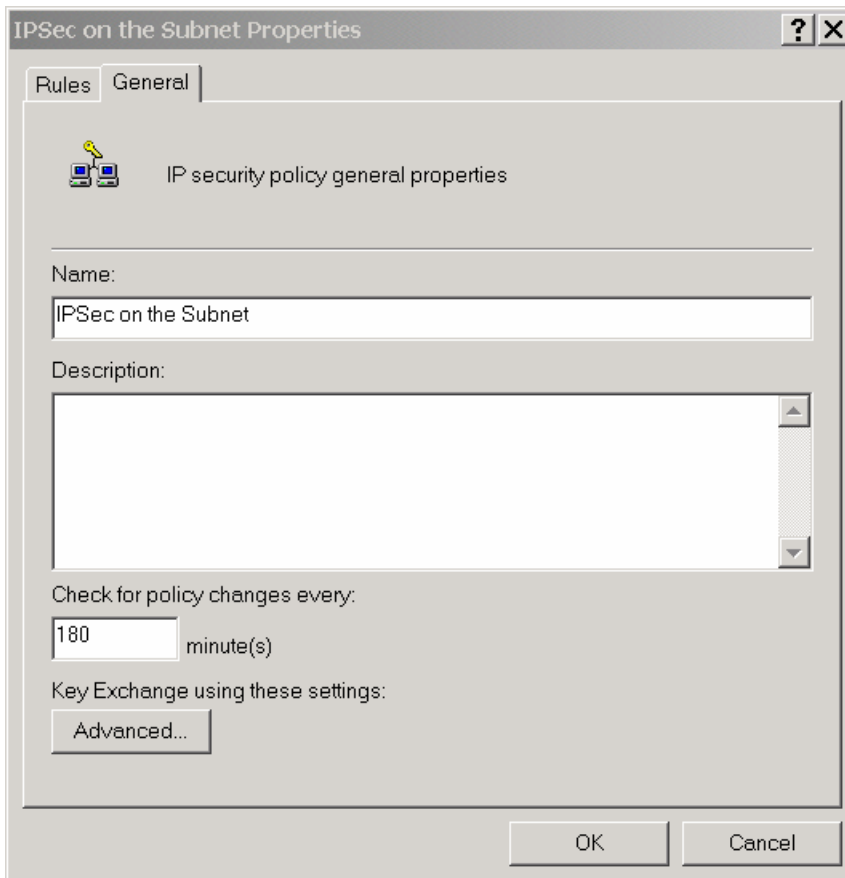 IPSec on the Subnet Properties
?
Rules General
IP security policy general properties
Name:
IPSec on the Subnet
Description:
Check for policy changes every:
180 minute(s)
Key Exchange using these settings:
Advanced...
OK Cancel